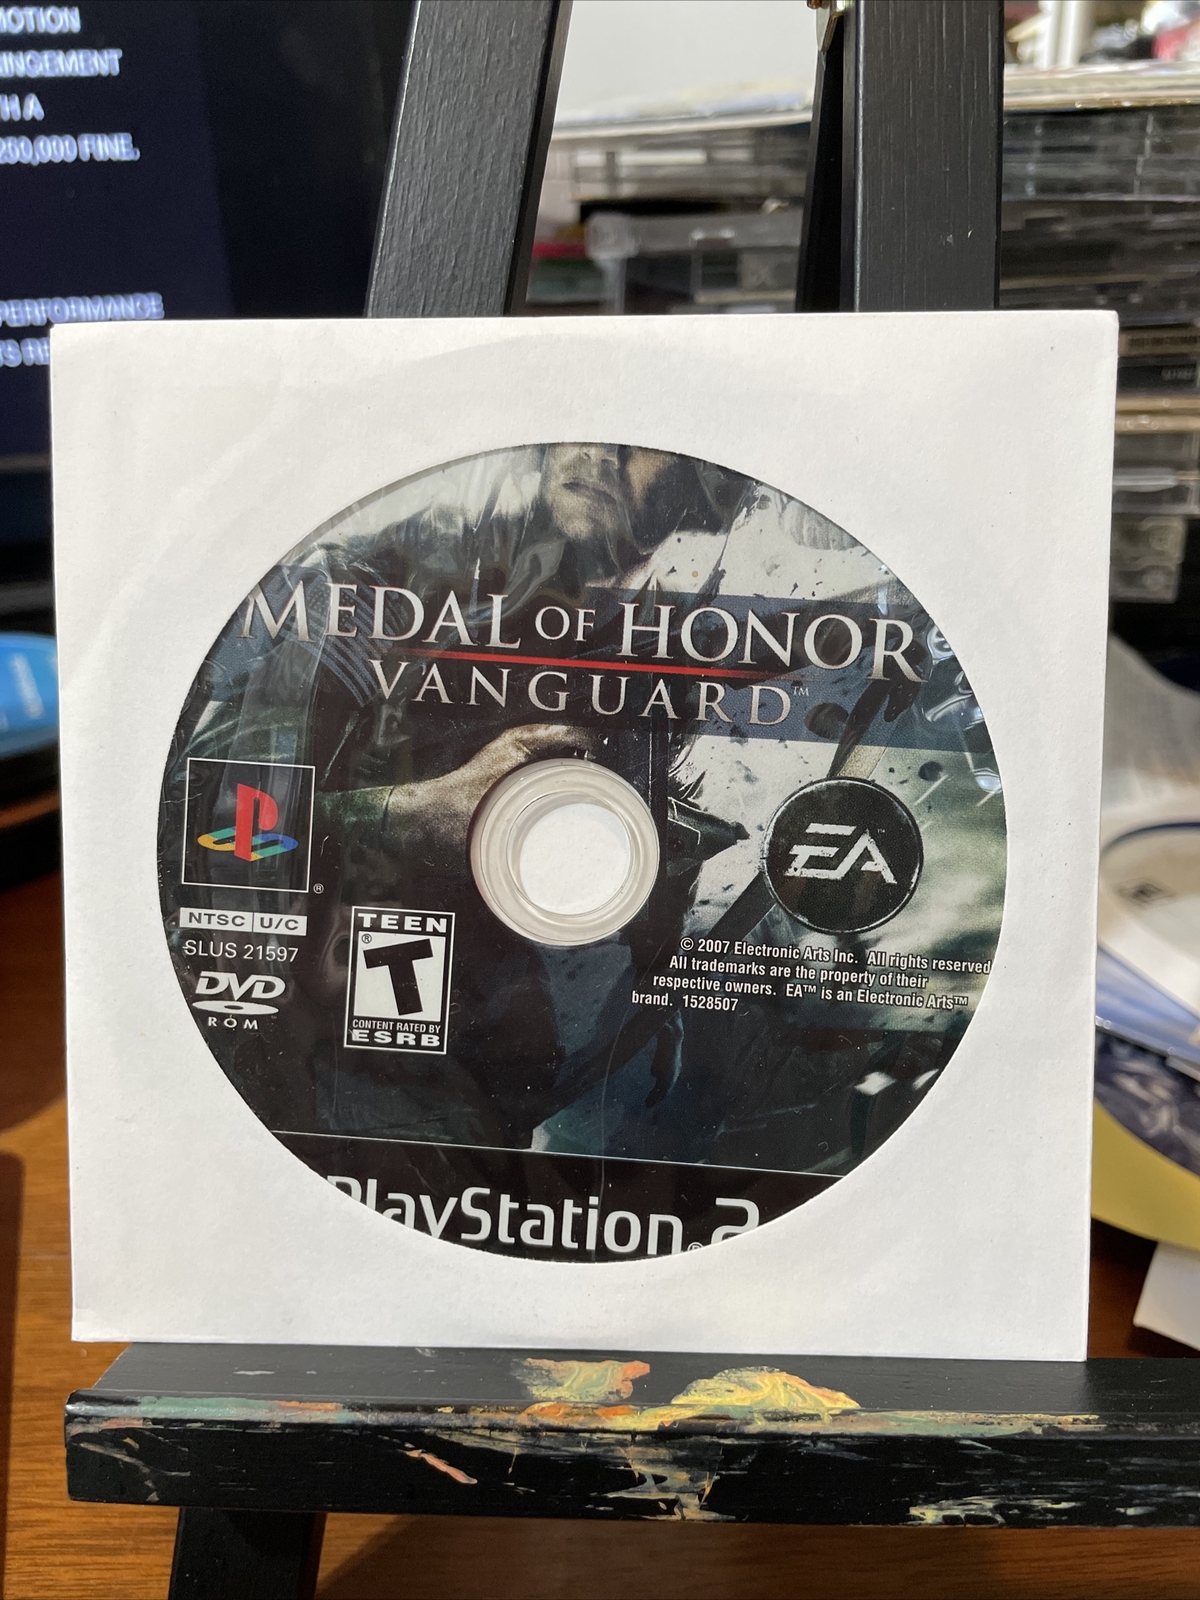 MOTION
250,000 FINE.
PERFORMANCE
MEDAL OF HONOR
VANGUARD™
®
NTSC U/C
SLUS 21597
DVD
ROM
TEEN
®
T
CONTENT RATED BY
ESRB
EA
© 2007 Electronic Arts Inc. All rights reserved
All trademarks are the property of their
respective owners. EA™ is an Electronic Arts™
brand. 1528507
PlayStation®2